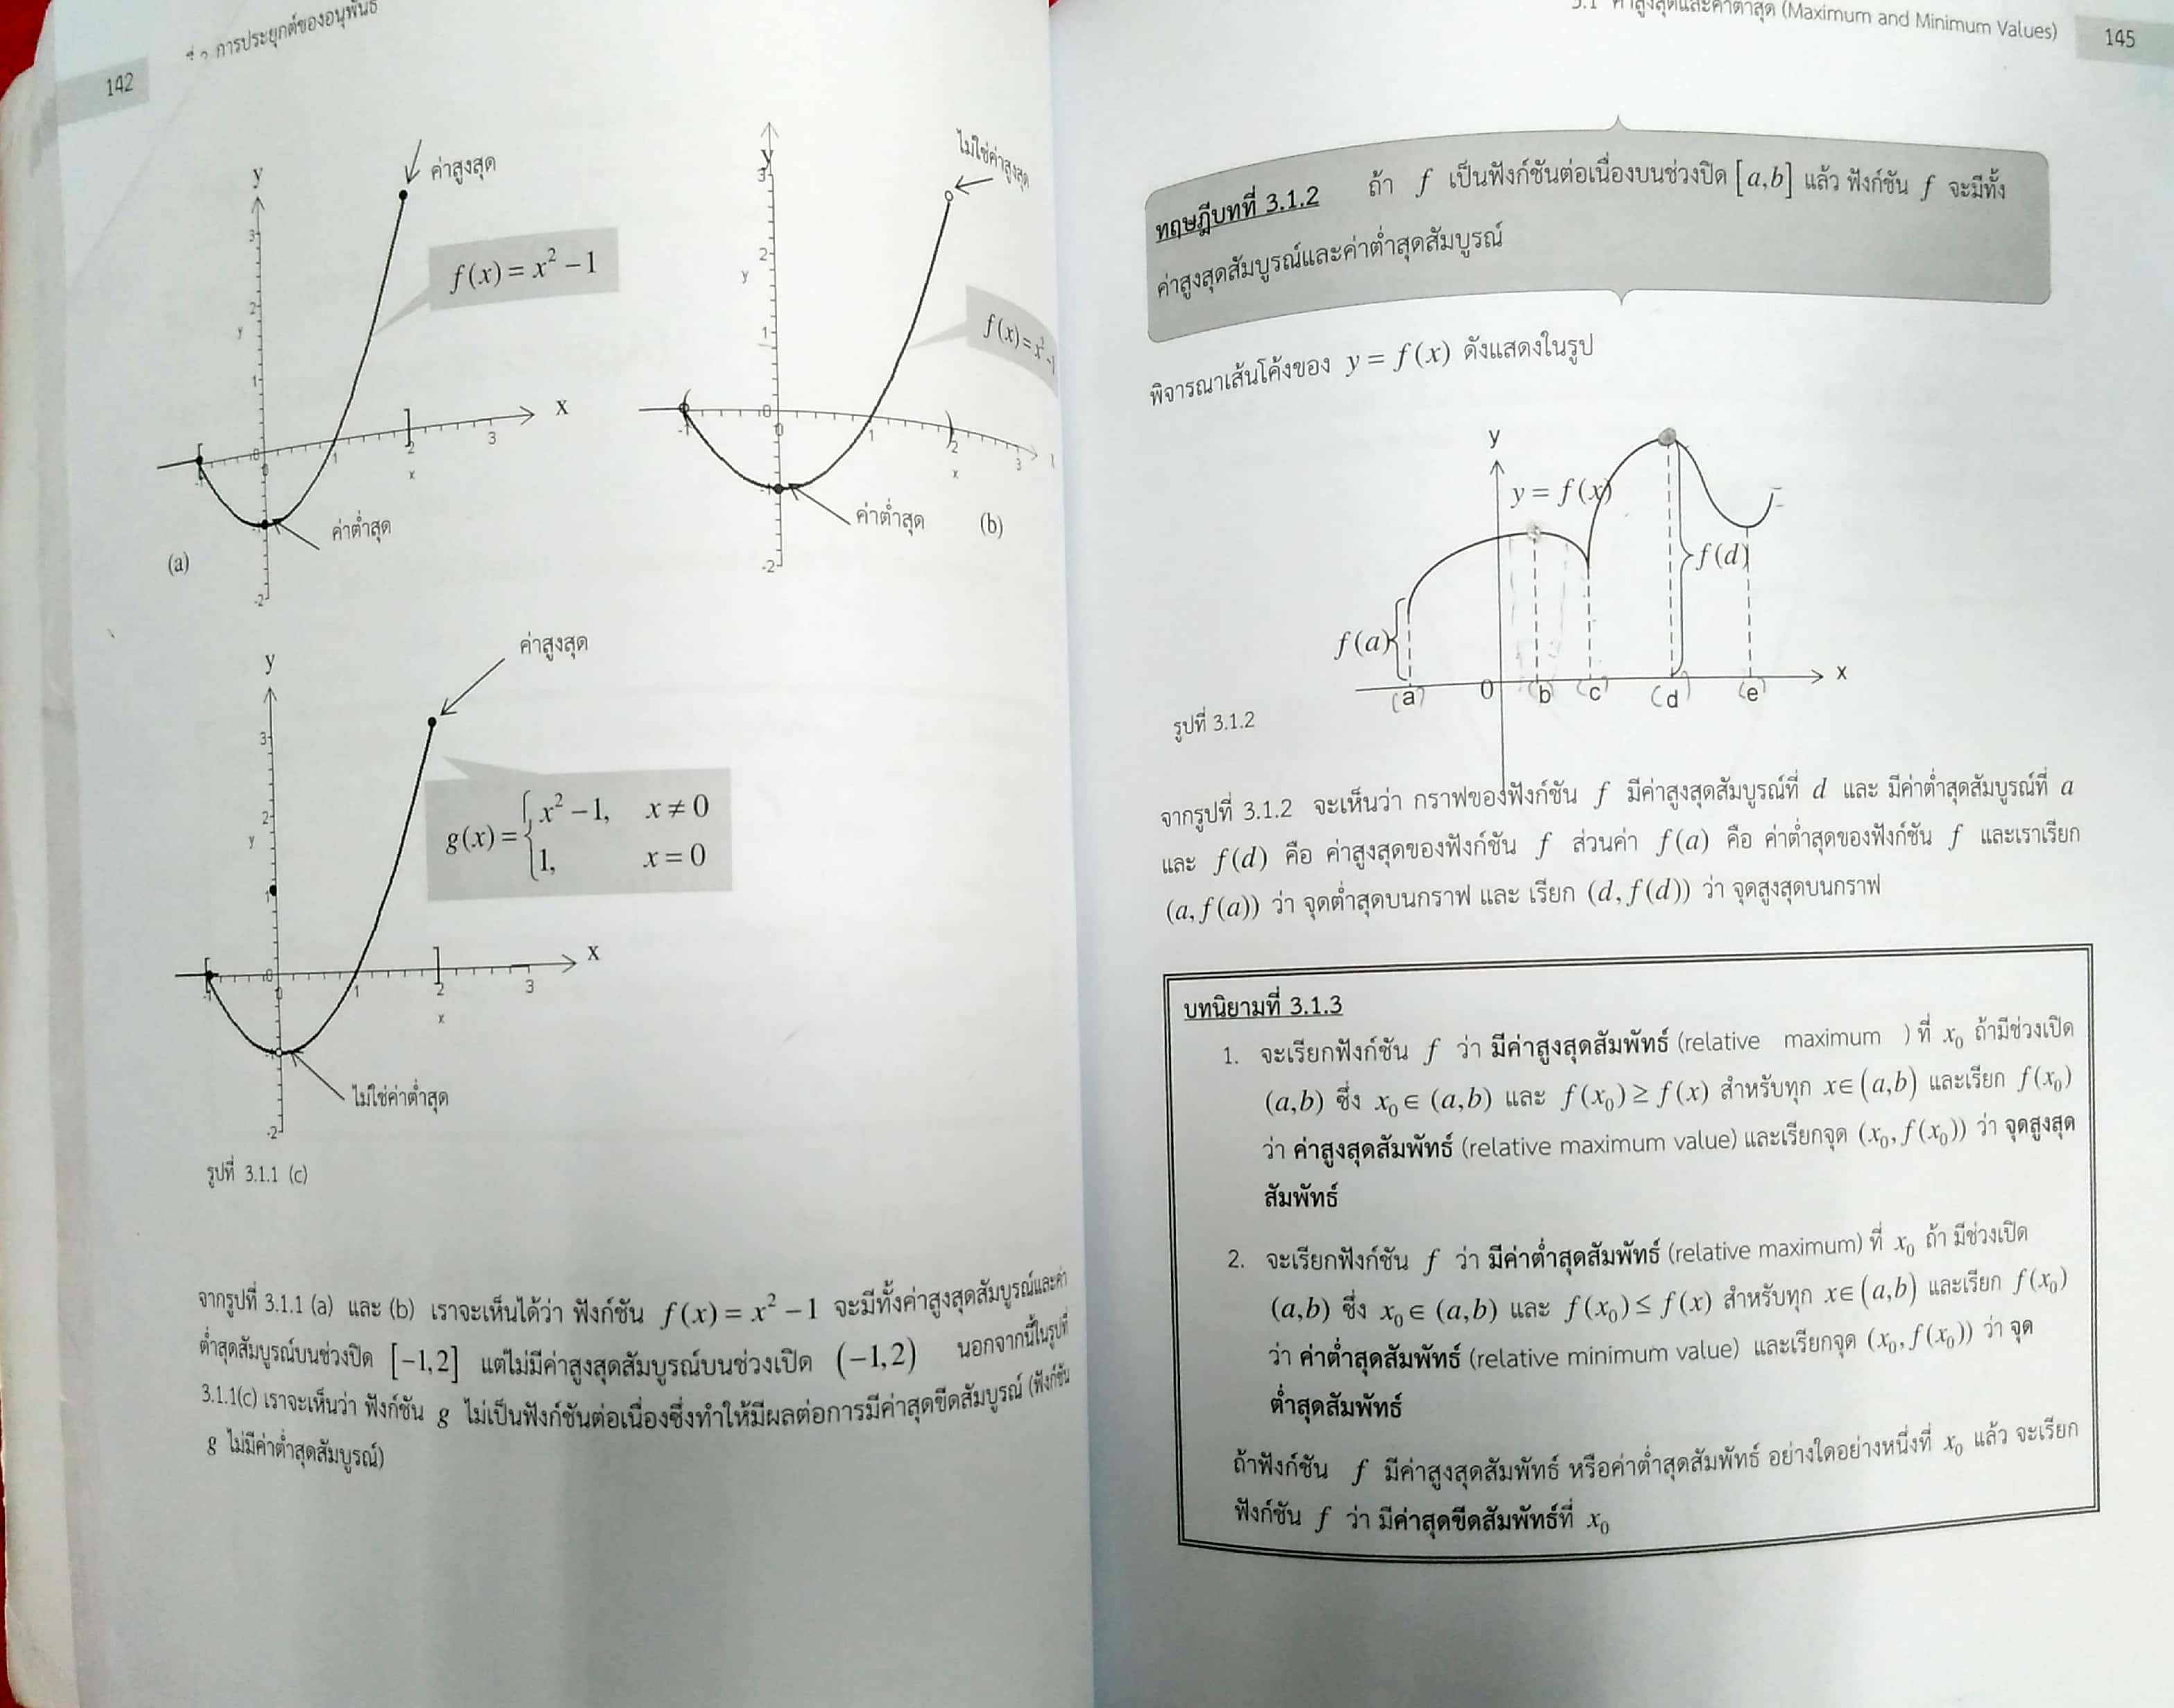 การประยุกต์ของอนุพันธ์
142
y
ค่าสูงสุด
3
f(x) = x² − 1
2
y
1
X
0
-1
0
1
2
3
x
-1
ค่าต่ำสุด
(a)
-2
y
ไม่ใช่ค่าสูงสุด
3
2
y
f(x) = x² −1
1
0
-1
0
1
2
3
x
-1
ค่าต่ำสุด
(b)
-2
y
ค่าสูงสุด
3
g(x) = { x² − 1, x ≠ 0
1, x = 0
2
y
1
X
0
-1
0
1
2
3
x
-1
ไม่ใช่ค่าต่ำสุด
-2
รูปที่ 3.1.1 (c)
จากรูปที่ 3.1.1 (a) และ (b) เราจะเห็นได้ว่า ฟังก์ชัน f(x) = x² − 1 จะมีทั้งค่าสูงสุดสัมบูรณ์และค่า
ต่ำสุดสัมบูรณ์บนช่วงปิด [−1,2] แต่ไม่มีค่าสูงสุดสัมบูรณ์บนช่วงเปิด (−1,2) นอกจากนี้ในรูปที่
3.1.1(c) เราจะเห็นว่า ฟังก์ชัน g ไม่เป็นฟังก์ชันต่อเนื่องซึ่งทำให้มีผลต่อการมีค่าสุดขีดสัมบูรณ์ (ฟังก์ชัน
g ไม่มีค่าต่ำสุดสัมบูรณ์)
3.1 ค่าสูงสุดและค่าต่ำสุด (Maximum and Minimum Values)
145
ทฤษฎีบทที่ 3.1.2 ถ้า f เป็นฟังก์ชันต่อเนื่องบนช่วงปิด [a,b] แล้ว ฟังก์ชัน f จะมีทั้ง
ค่าสูงสุดสัมบูรณ์และค่าต่ำสุดสัมบูรณ์
พิจารณาเส้นโค้งของ y = f(x) ดังแสดงในรูป
y
y = f(x)
f(d)
f(a)
x
(a) 0 (b) (c) (d) (e)
รูปที่ 3.1.2
จากรูปที่ 3.1.2 จะเห็นว่า กราฟของฟังก์ชัน f มีค่าสูงสุดสัมบูรณ์ที่ d และ มีค่าต่ำสุดสัมบูรณ์ที่ a
และ f(d) คือ ค่าสูงสุดของฟังก์ชัน f ส่วนค่า f(a) คือ ค่าต่ำสุดของฟังก์ชัน f และเราเรียก
(a, f(a)) ว่า จุดต่ำสุดบนกราฟ และ เรียก (d, f(d)) ว่า จุดสูงสุดบนกราฟ
บทนิยามที่ 3.1.3
1. จะเรียกฟังก์ชัน f ว่า มีค่าสูงสุดสัมพัทธ์ (relative maximum ) ที่ x₀ ถ้ามีช่วงเปิด
(a,b) ซึ่ง x₀ ∈ (a,b) และ f(x₀) ≥ f(x) สำหรับทุก x∈(a,b) และเรียก f(x₀)
ว่า ค่าสูงสุดสัมพัทธ์ (relative maximum value) และเรียกจุด (x₀, f(x₀)) ว่า จุดสูงสุด
สัมพัทธ์
2. จะเรียกฟังก์ชัน f ว่า มีค่าต่ำสุดสัมพัทธ์ (relative maximum) ที่ x₀ ถ้า มีช่วงเปิด
(a,b) ซึ่ง x₀ ∈ (a,b) และ f(x₀) ≤ f(x) สำหรับทุก x∈(a,b) และเรียก f(x₀)
ว่า ค่าต่ำสุดสัมพัทธ์ (relative minimum value) และเรียกจุด (x₀, f(x₀)) ว่า จุด
ต่ำสุดสัมพัทธ์
ถ้าฟังก์ชัน f มีค่าสูงสุดสัมพัทธ์ หรือค่าต่ำสุดสัมพัทธ์ อย่างใดอย่างหนึ่งที่ x₀ แล้ว จะเรียก
ฟังก์ชัน f ว่า มีค่าสุดขีดสัมพัทธ์ที่ x₀